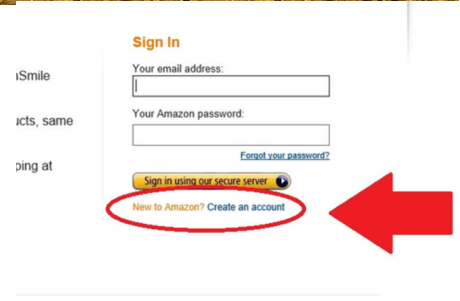 Sign In
Your email address:
Smile
Your Amazon password:
ucts, same
Forgot your password?
ping at
Sign in using our secure server
New to Amazon? Create an account